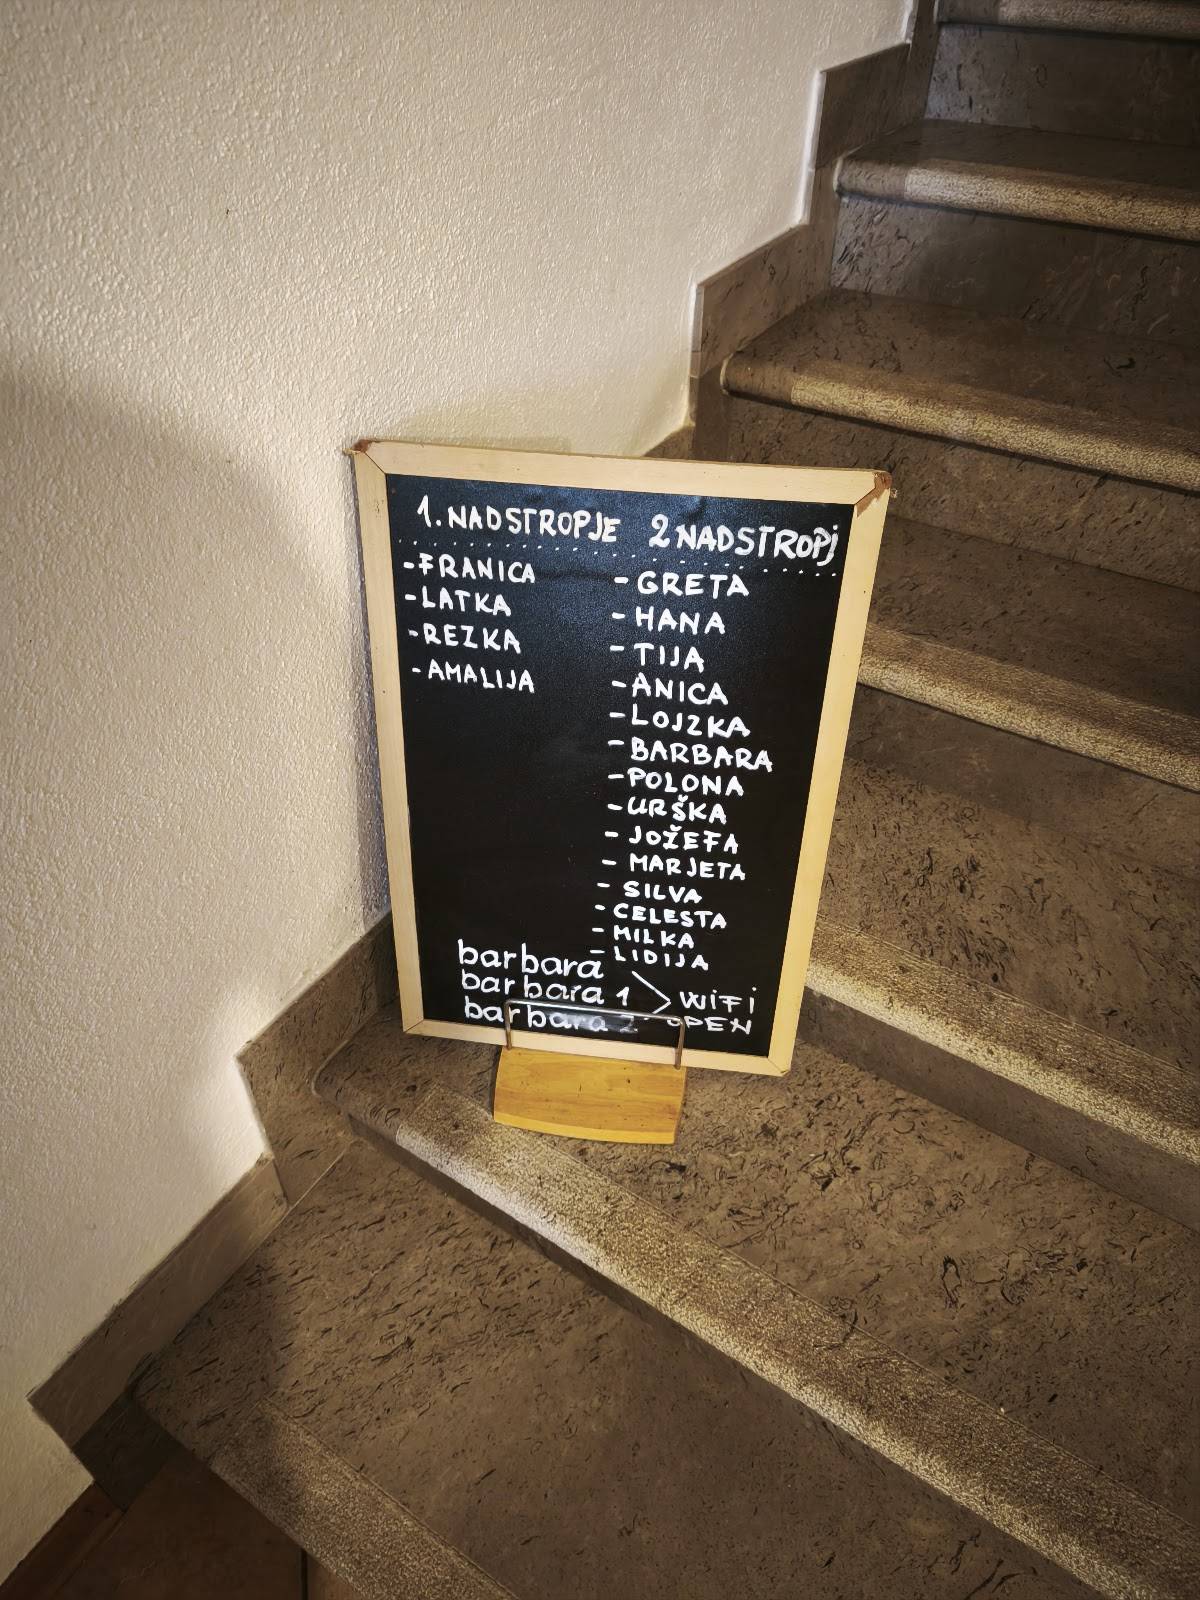 1. NADSTROPJE
-FRANICA
-LATKA
-REZKA
-AMALIJA
2 NADSTROPj
-GRETA
-HANA
-TIJA
-ANICA
-LOJZKA
-BARBARA
-POLONA
-URŠKA
-JOŽEFA
-MARJETA
-SILVA
-CELESTA
-MILKA
-LIDIJA
barbara
barbara 1
barbara 2
WiFi
OPEN